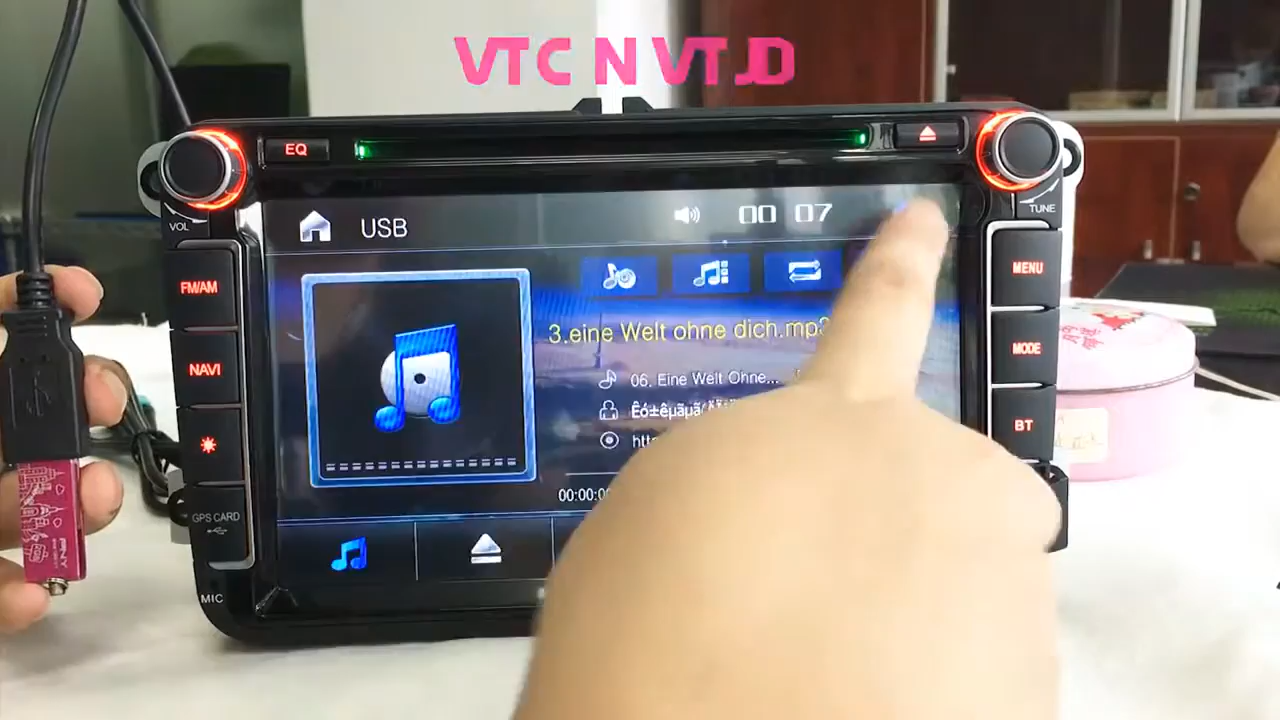 VTC N VT.D
EQ
VOL
TUNE
USB
00 07
FM/AM
MENU
3.eine Welt ohne dich.mp3
NAVI
MODE
06. Eine Welt Ohne...
BT
00:00:0
GPS CARD
PNY
MIC